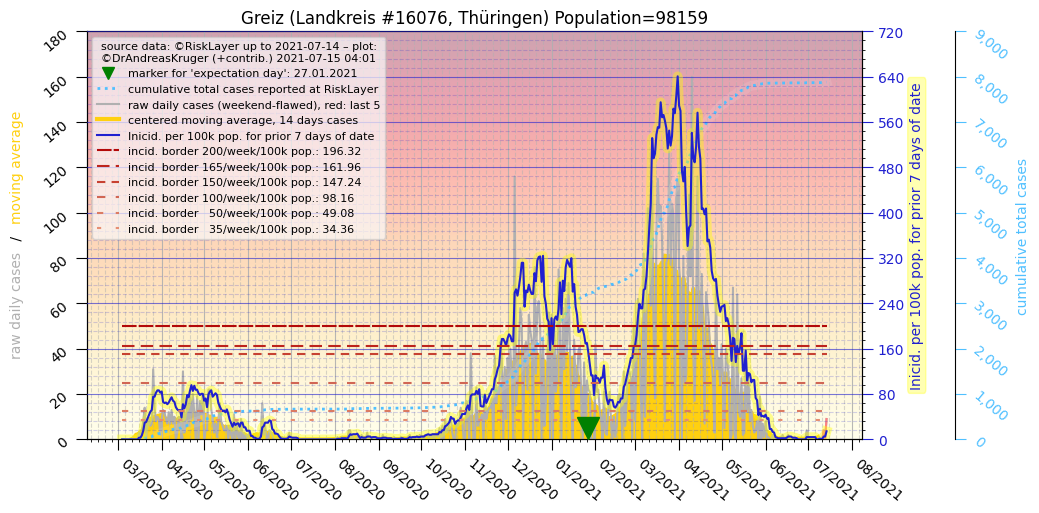 Greiz (Landkreis #16076, Thüringen) Population=98159
source data: ©RiskLayer up to 2021-07-14 – plot:
©DrAndreasKruger (+contrib.) 2021-07-15 04:01
marker for 'expectation day': 27.01.2021
cumulative total cases reported at RiskLayer
raw daily cases (weekend-flawed), red: last 5
centered moving average, 14 days cases
Inicid. per 100k pop. for prior 7 days of date
incid. border 200/week/100k pop.: 196.32
incid. border 165/week/100k pop.: 161.96
incid. border 150/week/100k pop.: 147.24
incid. border 100/week/100k pop.: 98.16
incid. border   50/week/100k pop.: 49.08
incid. border   35/week/100k pop.: 34.36
raw daily cases / moving average
180
160
140
120
100
80
60
40
20
0
03/2020
04/2020
05/2020
06/2020
07/2020
08/2020
09/2020
10/2020
11/2020
12/2020
01/2021
02/2021
03/2021
04/2021
05/2021
06/2021
07/2021
08/2021
720
640
560
480
400
320
240
160
80
0
Inicid. per 100k pop. for prior 7 days of date
9,000
8,000
7,000
6,000
5,000
4,000
3,000
2,000
1,000
0
cumulative total cases